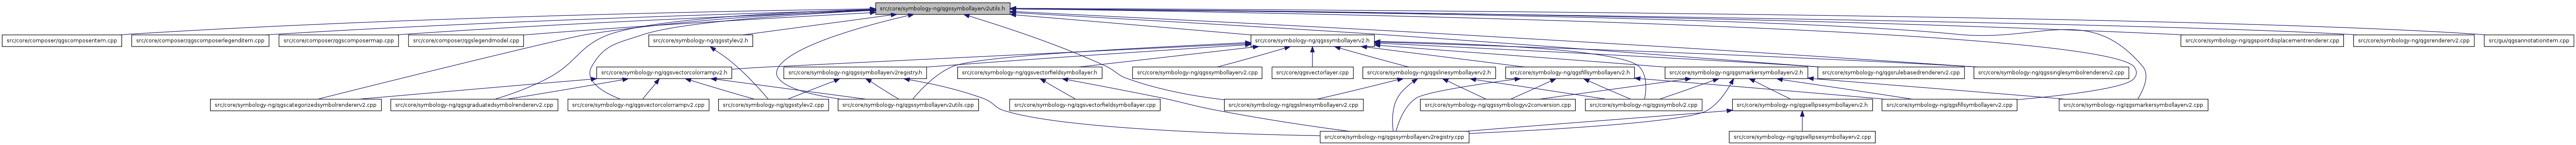 src/core/symbology-ng/qgssymbollayerv2utils.h
src/core/composer/qgscomposeritem.cpp
src/core/composer/qgscomposerlegenditem.cpp
src/core/composer/qgscomposermap.cpp
src/core/composer/qgslegendmodel.cpp
src/core/symbology-ng/qgsstylev2.h
src/core/symbology-ng/qgssymbollayerv2.h
src/core/symbology-ng/qgspointdisplacementrenderer.cpp
src/core/symbology-ng/qgsrendererv2.cpp
src/gui/qgsannotationitem.cpp
src/core/symbology-ng/qgsvectorcolorrampv2.h
src/core/symbology-ng/qgssymbollayerv2registry.h
src/core/symbology-ng/qgsvectorfieldsymbollayer.h
src/core/symbology-ng/qgssymbollayerv2.cpp
src/core/qgsvectorlayer.cpp
src/core/symbology-ng/qgslinesymbollayerv2.h
src/core/symbology-ng/qgsfillsymbollayerv2.h
src/core/symbology-ng/qgsmarkersymbollayerv2.h
src/core/symbology-ng/qgsrulebasedrendererv2.cpp
src/core/symbology-ng/qgssinglesymbolrendererv2.cpp
src/core/symbology-ng/qgscategorizedsymbolrendererv2.cpp
src/core/symbology-ng/qgsgraduatedsymbolrendererv2.cpp
src/core/symbology-ng/qgsvectorcolorrampv2.cpp
src/core/symbology-ng/qgsstylev2.cpp
src/core/symbology-ng/qgssymbollayerv2utils.cpp
src/core/symbology-ng/qgsvectorfieldsymbollayer.cpp
src/core/symbology-ng/qgslinesymbollayerv2.cpp
src/core/symbology-ng/qgssymbologyv2conversion.cpp
src/core/symbology-ng/qgssymbolv2.cpp
src/core/symbology-ng/qgsellipsesymbollayerv2.h
src/core/symbology-ng/qgsfillsymbollayerv2.cpp
src/core/symbology-ng/qgsmarkersymbollayerv2.cpp
src/core/symbology-ng/qgssymbollayerv2registry.cpp
src/core/symbology-ng/qgsellipsesymbollayerv2.cpp